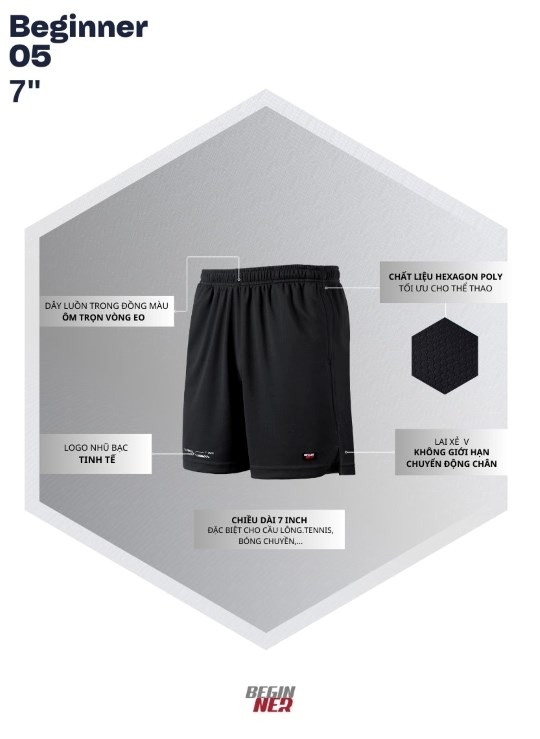 Beginner
05
7"
CHẤT LIỆU HEXAGON POLY
TỐI ƯU CHO THỂ THAO
DÂY LUỒN TRONG ĐỒNG MÀU
ÔM TRỌN VÒNG EO
LOGO NHŨ BẠC
TINH TẾ
LAI XẺ V
KHÔNG GIỚI HẠN
CHUYỂN ĐỘNG CHÂN
CHIỀU DÀI 7 INCH
ĐẶC BIỆT CHO CẦU LÔNG.TENNIS,
BÓNG CHUYỀN,...
BEGIN
NER